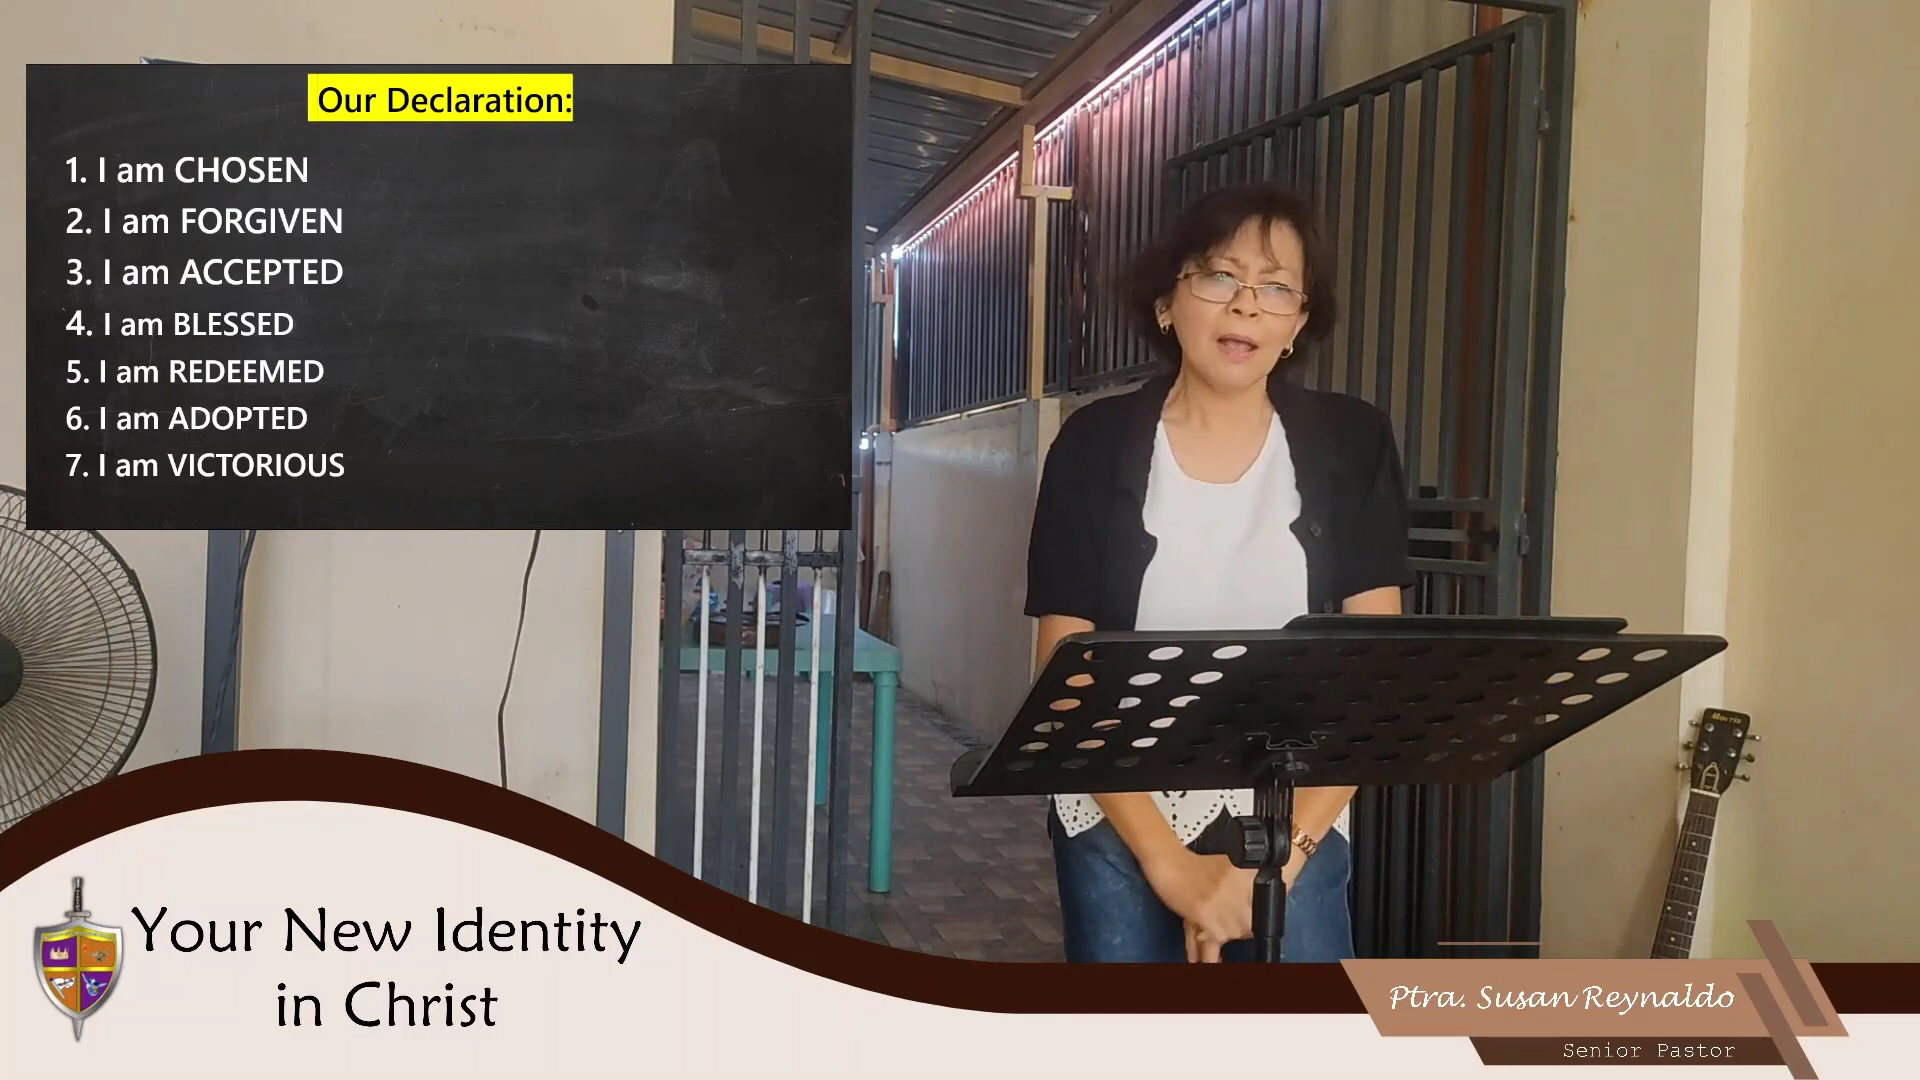 Our Declaration:
1. I am CHOSEN
2. I am FORGIVEN
3. I am ACCEPTED
4. I am BLESSED
5. I am REDEEMED
6. I am ADOPTED
7. I am VICTORIOUS
Morris
Your New Identity
in Christ
Ptra. Susan Reynaldo
Senior Pastor